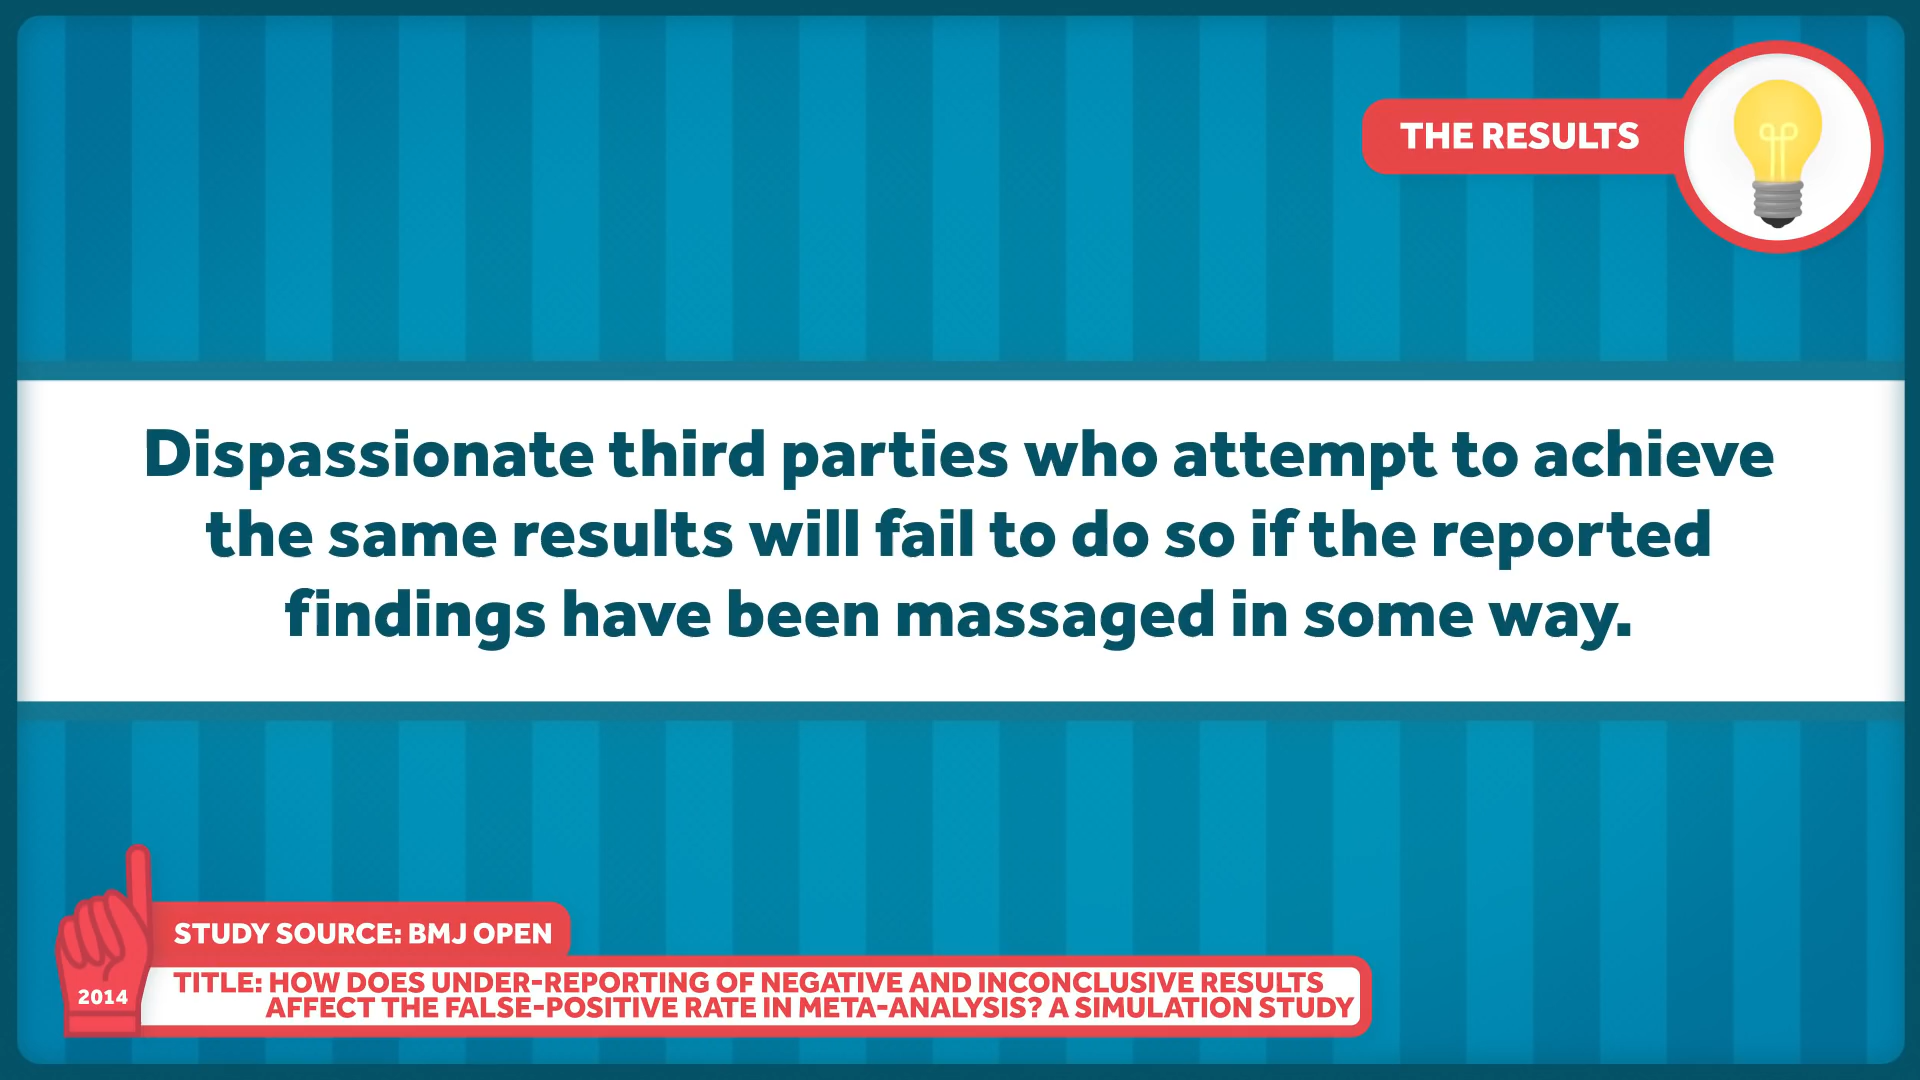 THE RESULTS
Dispassionate third parties who attempt to achieve
the same results will fail to do so if the reported
findings have been massaged in some way.
STUDY SOURCE: BMJ OPEN
TITLE: HOW DOES UNDER-REPORTING OF NEGATIVE AND INCONCLUSIVE RESULTS
AFFECT THE FALSE-POSITIVE RATE IN META-ANALYSIS? A SIMULATION STUDY
2014